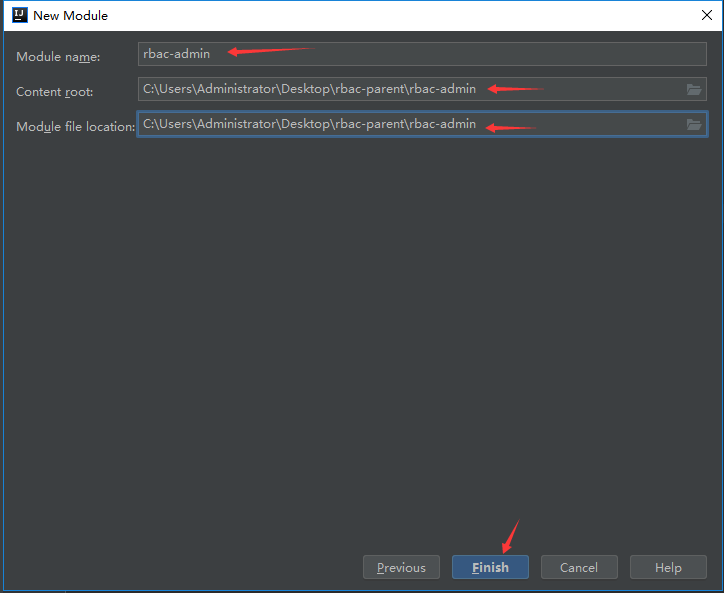 IJ New Module
Module name: rbac-admin
Content root: C:\Users\Administrator\Desktop\rbac-parent\rbac-admin
Module file location: C:\Users\Administrator\Desktop\rbac-parent\rbac-admin
Previous Finish Cancel Help